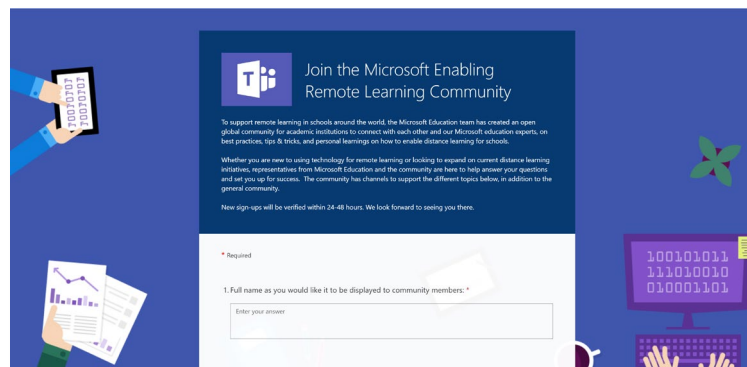 Join the Microsoft Enabling
Remote Learning Community
To support remote learning in schools around the world, the Microsoft Education team has created an open
global community for academic institutions to connect with each other and our Microsoft education experts, on
best practices, tips & tricks, and personal learnings on how to enable distance learning for schools.
Whether you are new to using technology for remote learning or looking to expand on current distance learning
initiatives, representatives from Microsoft Education and the community are here to help answer your questions
and set you up for success. The community has channels to support the different topics below, in addition to the
general community.
New sign-ups will be verified within 24-48 hours. We look forward to seeing you there.
* Required
1. Full name as you would like it to be displayed to community members: *
Enter your answer
T
100101011
111010010
010001101